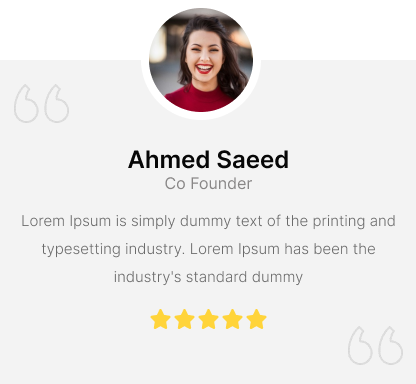 Ahmed Saeed
Co Founder
Lorem Ipsum is simply dummy text of the printing and
typesetting industry. Lorem Ipsum has been the
industry's standard dummy